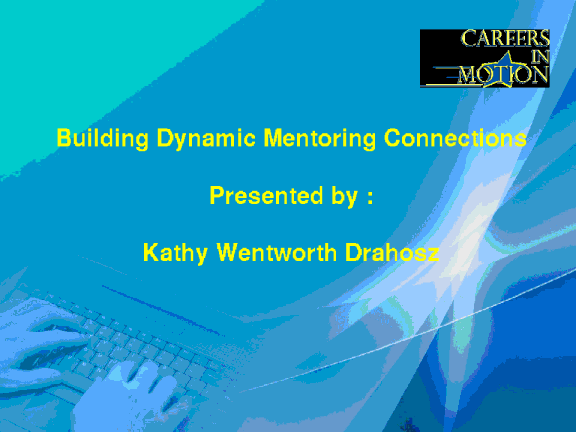 CAREERS
IN
MOTION
Building Dynamic Mentoring Connections
Presented by :
Kathy Wentworth Drahosz